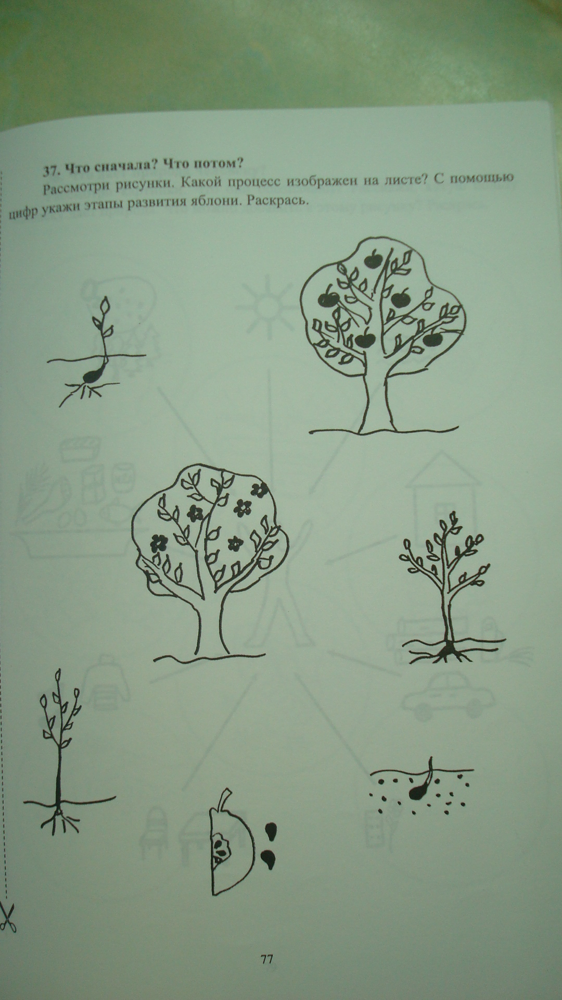 37. Что сначала? Что потом?
Рассмотри рисунки. Какой процесс изображен на листе? С помощью
цифр укажи этапы развития яблони. Раскрась.
77